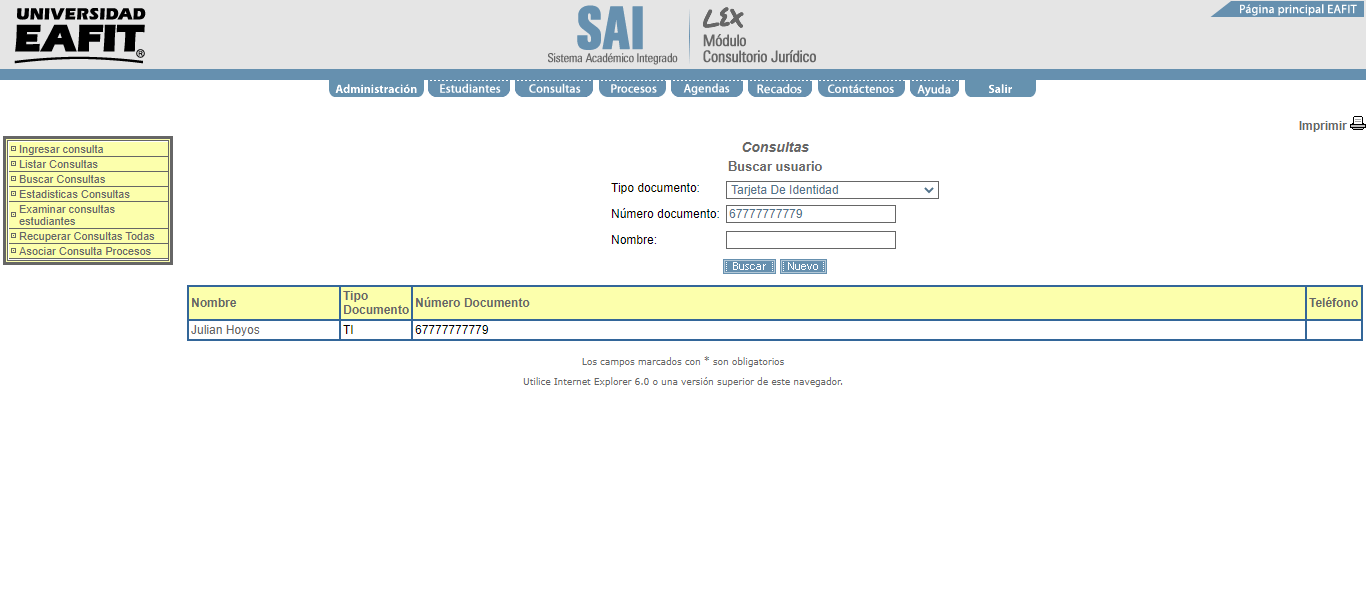 UNIVERSIDAD
EAFIT®
SAI
Sistema Académico Integrado
LEX
Módulo
Consultorio Jurídico
Página principal EAFIT
Administración Estudiantes Consultas Procesos Agendas Recados Contáctenos Ayuda Salir
Imprimir
Ingresar consulta
Listar Consultas
Buscar Consultas
Estadisticas Consultas
Examinar consultas
estudiantes
Recuperar Consultas Todas
Asociar Consulta Procesos
Consultas
Buscar usuario
Tipo documento: Tarjeta De Identidad
Número documento: 67777777779
Nombre:
Buscar Nuevo
Nombre Tipo Documento Número Documento Teléfono
Julian Hoyos TI 67777777779
Los campos marcados con * son obligatorios
Utilice Internet Explorer 6.0 o una versión superior de este navegador.